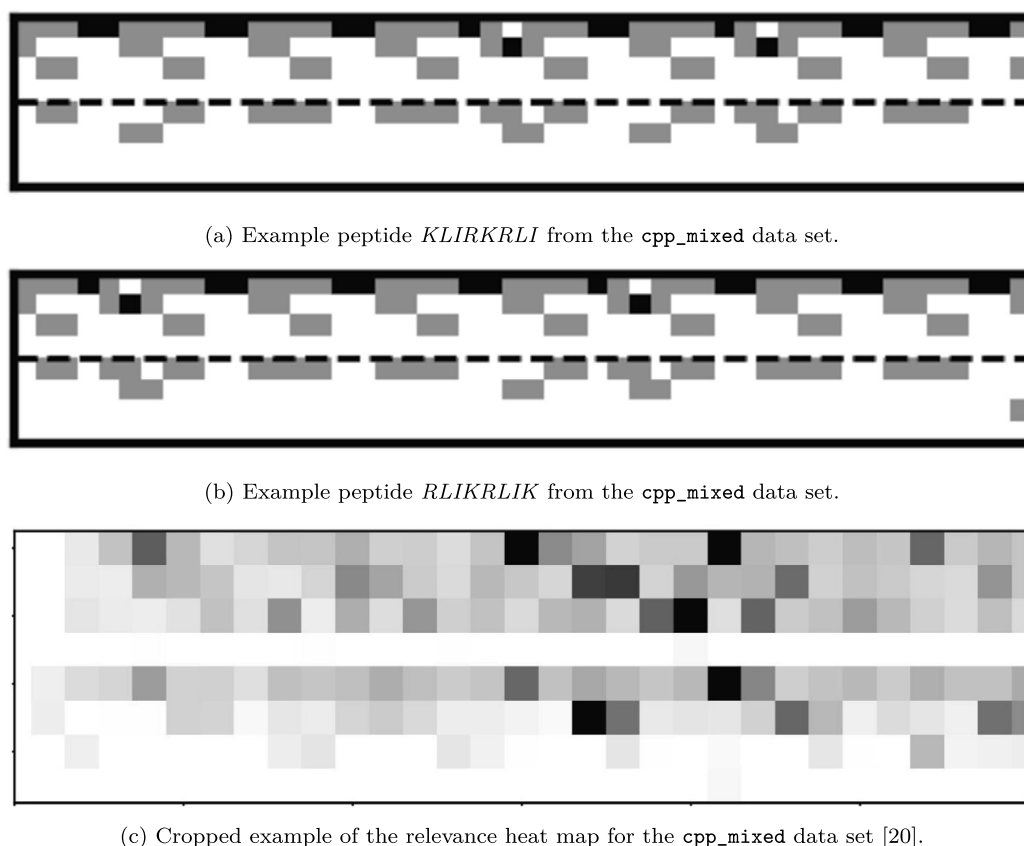 (a) Example peptide KLIRKRLI from the cpp_mixed data set.
(b) Example peptide RLIKRLIK from the cpp_mixed data set.
(c) Cropped example of the relevance heat map for the cpp_mixed data set [20].